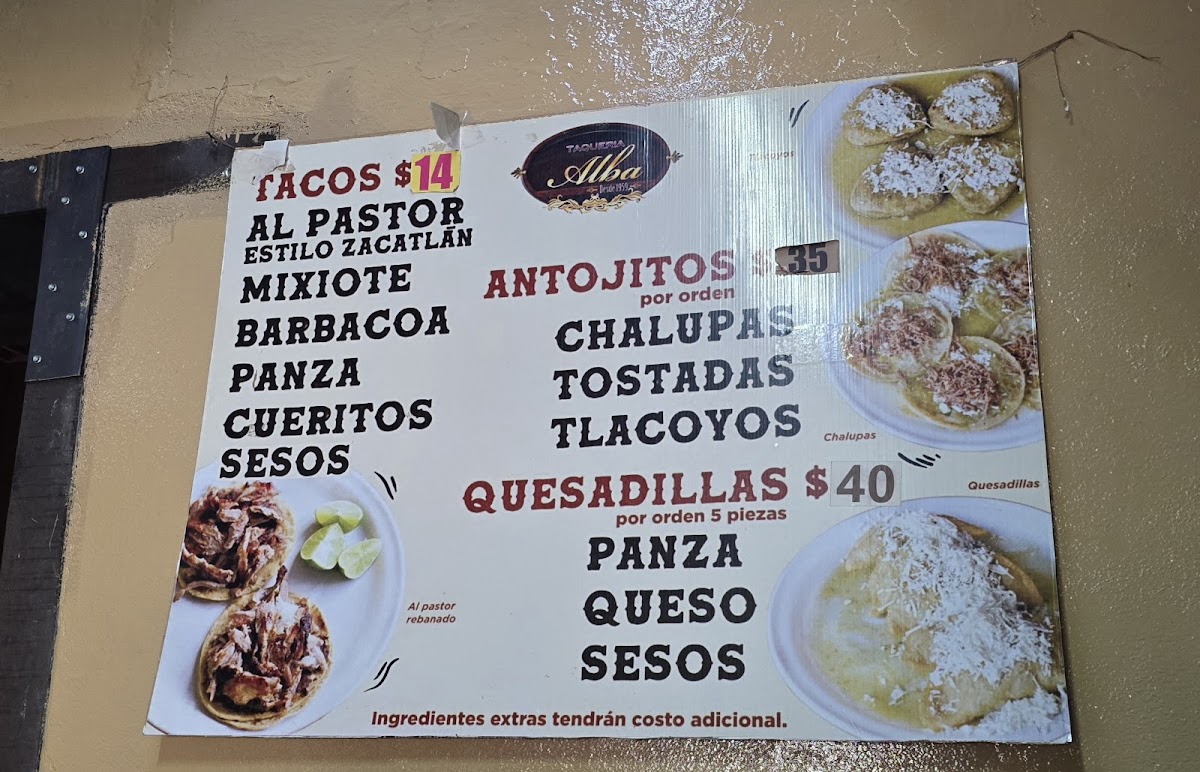 TACOS $14
AL PASTOR
ESTILO ZACATLÁN
MIXIOTE
BARBACOA
PANZA
CUERITOS
SESOS
Al pastor
rebanado
TAQUERIA
Alba
Desde 1959
Tlacoyos
ANTOJITOS $35
por orden
CHALUPAS
TOSTADAS
TLACOYOS
Chalupas
QUESADILLAS $40
por orden 5 piezas
Quesadillas
PANZA
QUESO
SESOS
Ingredientes extras tendrán costo adicional.